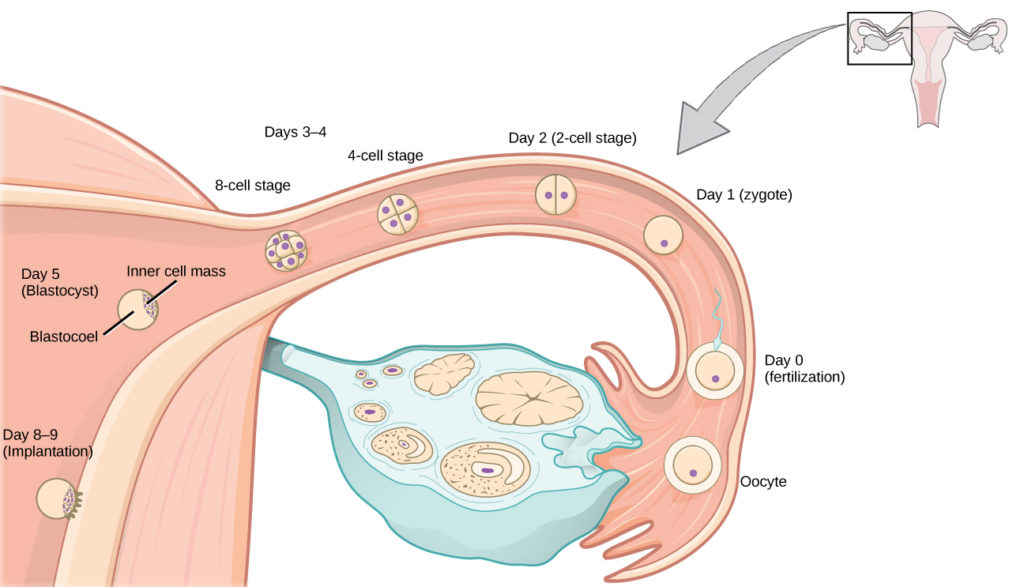 Days 3–4
Day 2 (2-cell stage)
4-cell stage
8-cell stage
Day 1 (zygote)
Day 5
(Blastocyst)
Inner cell mass
Blastocoel
Day 0
(fertilization)
Day 8–9
(Implantation)
Oocyte